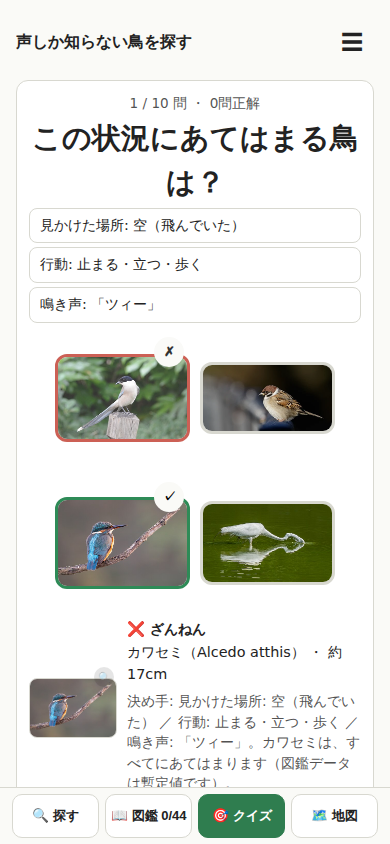 声しか知らない鳥を探す
☰
1 / 10 問 ・ 0問正解
この状況にあてはまる鳥
は？
見かけた場所: 空（飛んでいた）
行動: 止まる・立つ・歩く
鳴き声: 「ツィー」
✗
✓
❌ ざんねん
カワセミ（Alcedo atthis） ・ 約
17cm
決め手: 見かけた場所: 空（飛んでい
た） ／ 行動: 止まる・立つ・歩く ／
鳴き声: 「ツィー」。カワセミは、す
べてにあてはまります（図鑑データ
は暫定値です）。
🔍 探す
📖 図鑑 0/44
🎯 クイズ
🗺️ 地図